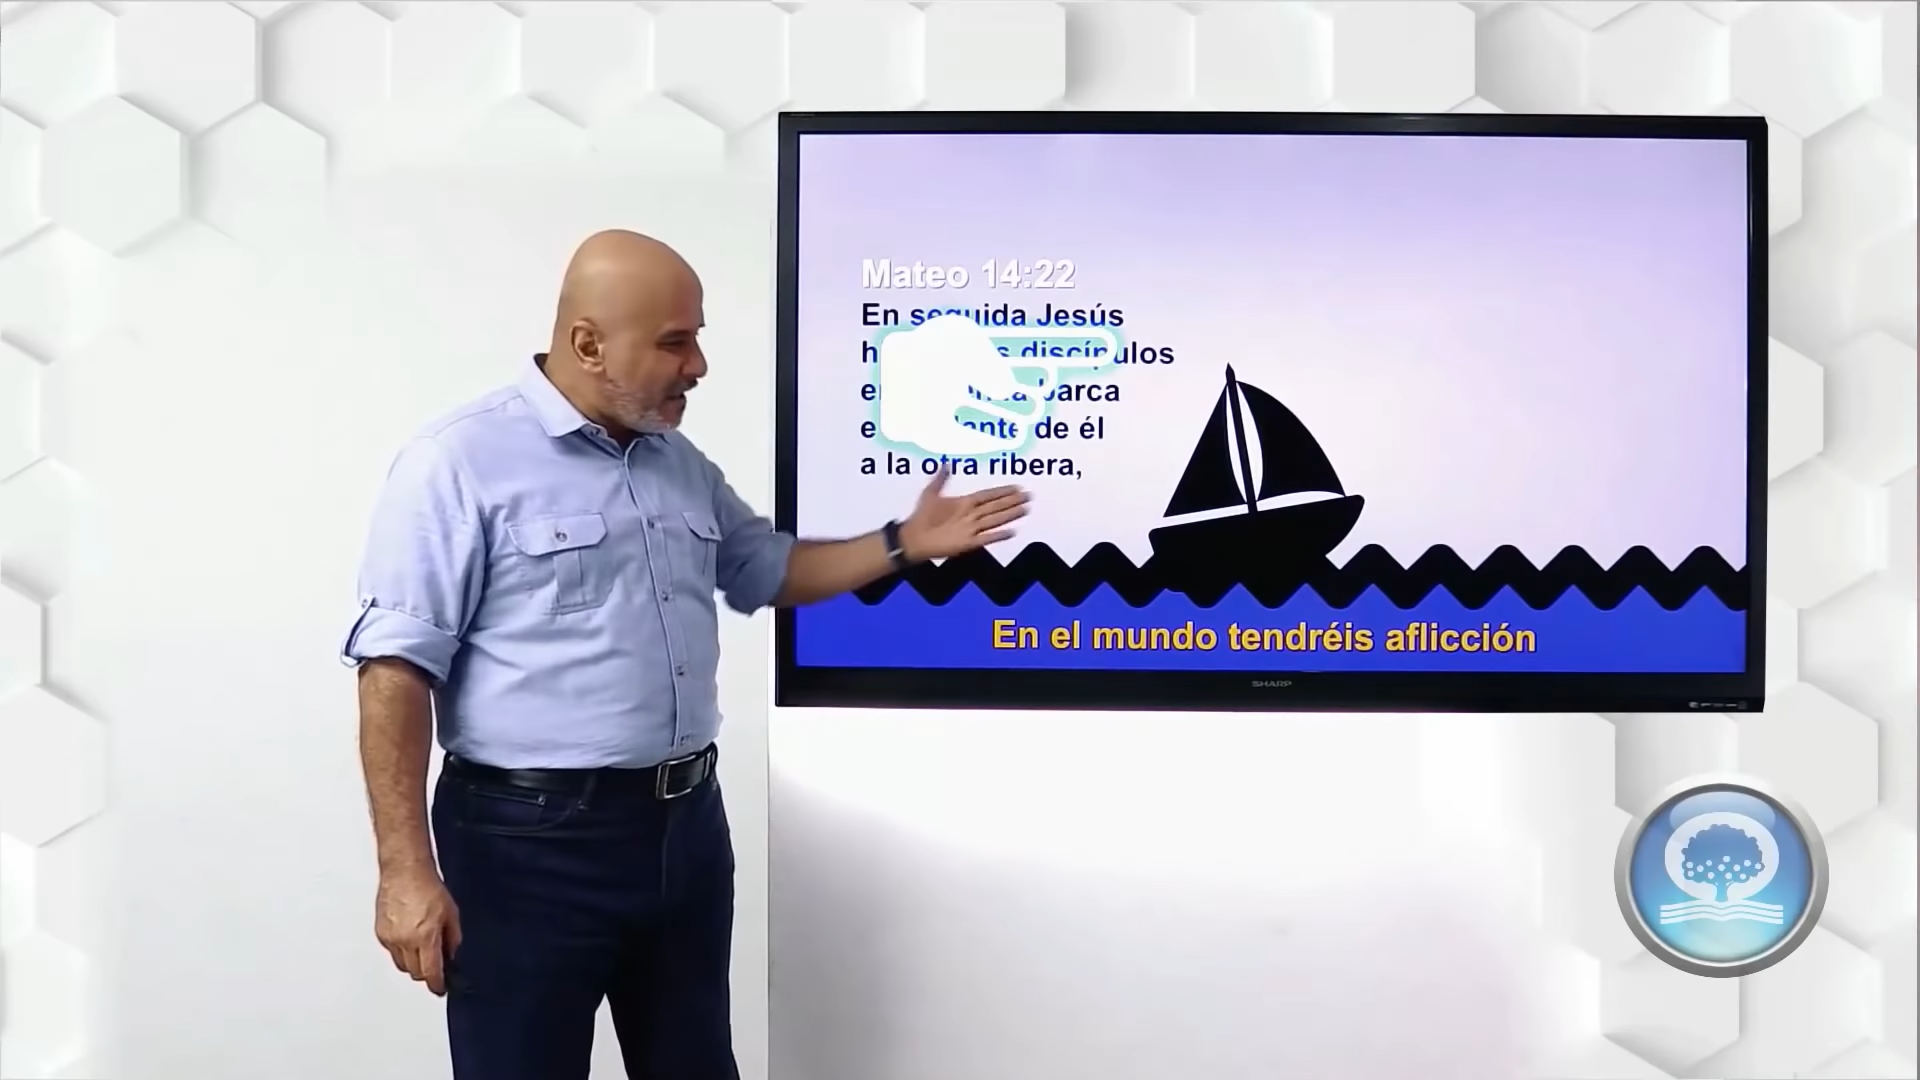 Mateo 14:22
En seguida Jesús
discípulos
barca
de él
a la otra ribera,
En el mundo tendréis aflicción
SHARP